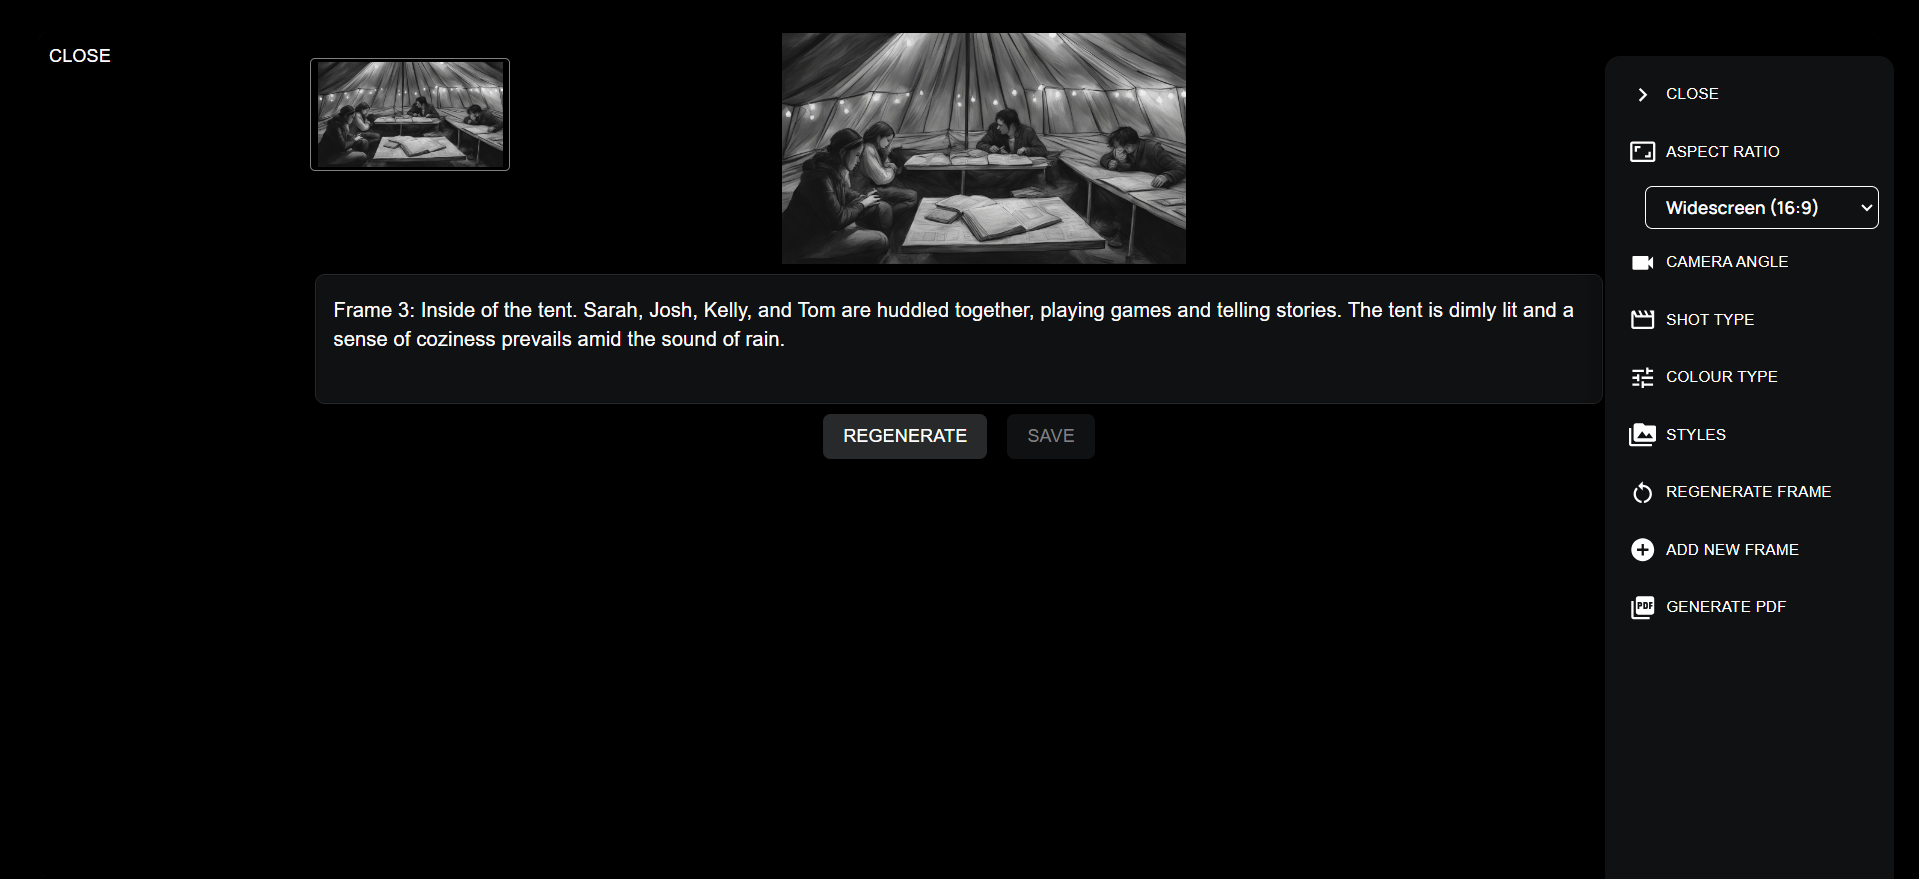 CLOSE
Frame 3: Inside of the tent. Sarah, Josh, Kelly, and Tom are huddled together, playing games and telling stories. The tent is dimly lit and a
sense of coziness prevails amid the sound of rain.
REGENERATE
SAVE
CLOSE
ASPECT RATIO
Widescreen (16:9)
CAMERA ANGLE
SHOT TYPE
COLOUR TYPE
STYLES
REGENERATE FRAME
ADD NEW FRAME
PDF
GENERATE PDF